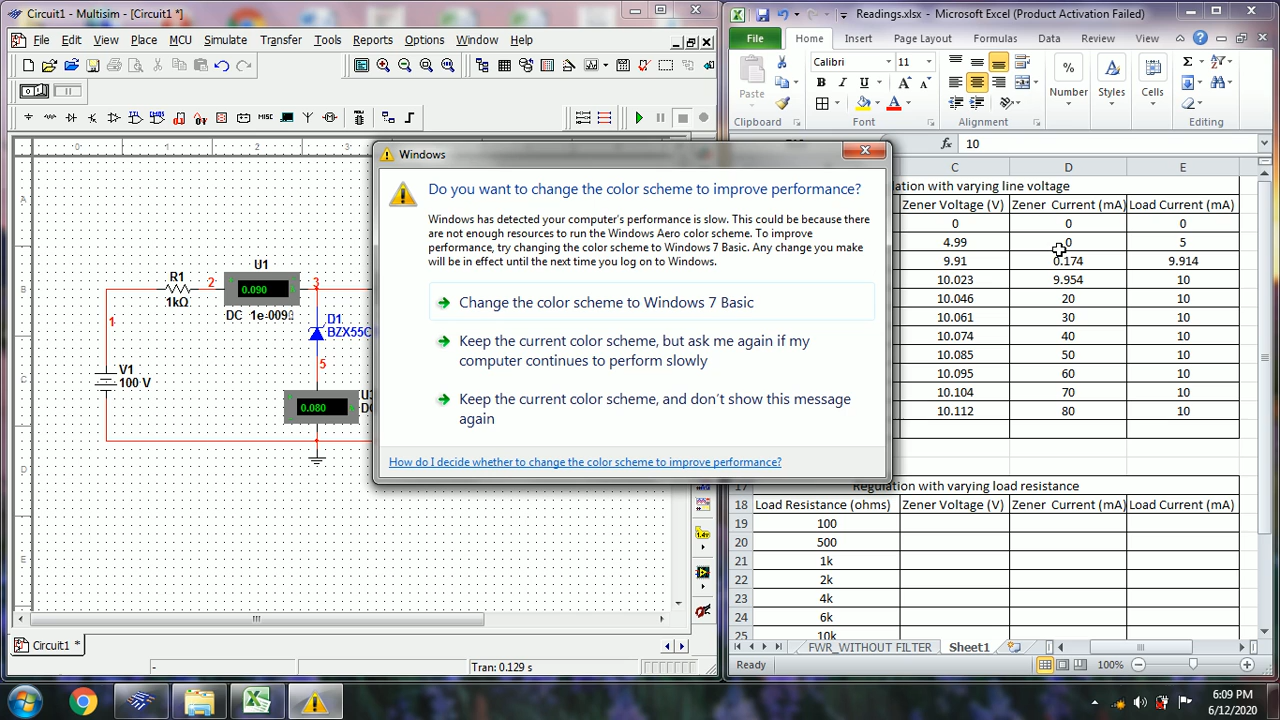 Circuit1 - Multisim - [Circuit1 *]
File Edit View Place MCU Simulate Transfer Tools Reports Options Window Help
MISC
0 2 3
A
B
C
D
E
U1
R1 2 0.090 3
1kΩ DC 1e-009Ω
1 D1
BZX55C
5
V1
100 V
0.080
Circuit1 *
- Tran: 0.129 s -
Readings.xlsx - Microsoft Excel (Product Activation Failed)
File Home Insert Page Layout Formulas Data Review View
Paste Calibri 11 Number Styles Cells
Clipboard Font Alignment Editing
fx 10
C D E
lation with varying line voltage
Zener Voltage (V) Zener Current (mA) Load Current (mA)
0 0 0
4.99 0 5
9.91 0.174 9.914
10.023 9.954 10
10.046 20 10
10.061 30 10
10.074 40 10
10.085 50 10
10.095 60 10
10.104 70 10
10.112 80 10
17 Regulation with varying load resistance
18 Load Resistance (ohms) Zener Voltage (V) Zener Current (mA) Load Current (mA)
19 100
20 500
21 1k
22 2k
23 4k
24 6k
25 10k
FWR_WITHOUT FILTER Sheet1
Ready 100%
Windows
Do you want to change the color scheme to improve performance?
Windows has detected your computer's performance is slow. This could be because there
are not enough resources to run the Windows Aero color scheme. To improve
performance, try changing the color scheme to Windows 7 Basic. Any change you make
will be in effect until the next time you log on to Windows.
Change the color scheme to Windows 7 Basic
Keep the current color scheme, but ask me again if my
computer continues to perform slowly
Keep the current color scheme, and don't show this message
again
How do I decide whether to change the color scheme to improve performance?
6:09 PM
6/12/2020